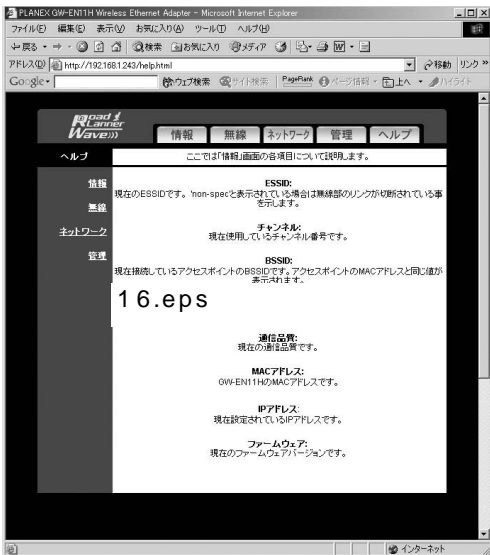 PLANEX GW-EN11H Wireless Ethernet Adapter - Microsoft Internet Explorer
ファイル(F) 編集(E) 表示(V) お気に入り(A) ツール(T) ヘルプ(H)
戻る 検索 お気に入り メディア
アドレス(D) http://192.168.1.243/help.html 移動 リンク »
Google ウェブ検索 サイト検索 PageRank ページ情報 上へ ハイライト
Road Lanner Wave)))
情報 無線 ネットワーク 管理 ヘルプ
ヘルプ ここでは「情報」画面の各項目について説明します。
情報
無線
ネットワーク
管理
ESSID:
現在のESSIDです。'non-specと表示されている場合は無線部のリンクが切断されている事
を示します。
チャンネル:
現在使用しているチャンネル番号です。
BSSID:
現在接続しているアクセスポイントのBSSIDです。アクセスポイントのMACアドレスと同じ値が
表示されます。
16.eps
通信品質:
現在の通信品質です。
MACアドレス:
GW-EN11HのMACアドレスです。
IPアドレス:
現在設定されているIPアドレスです。
ファームウェア:
現在のファームウェアバージョンです。
インターネット